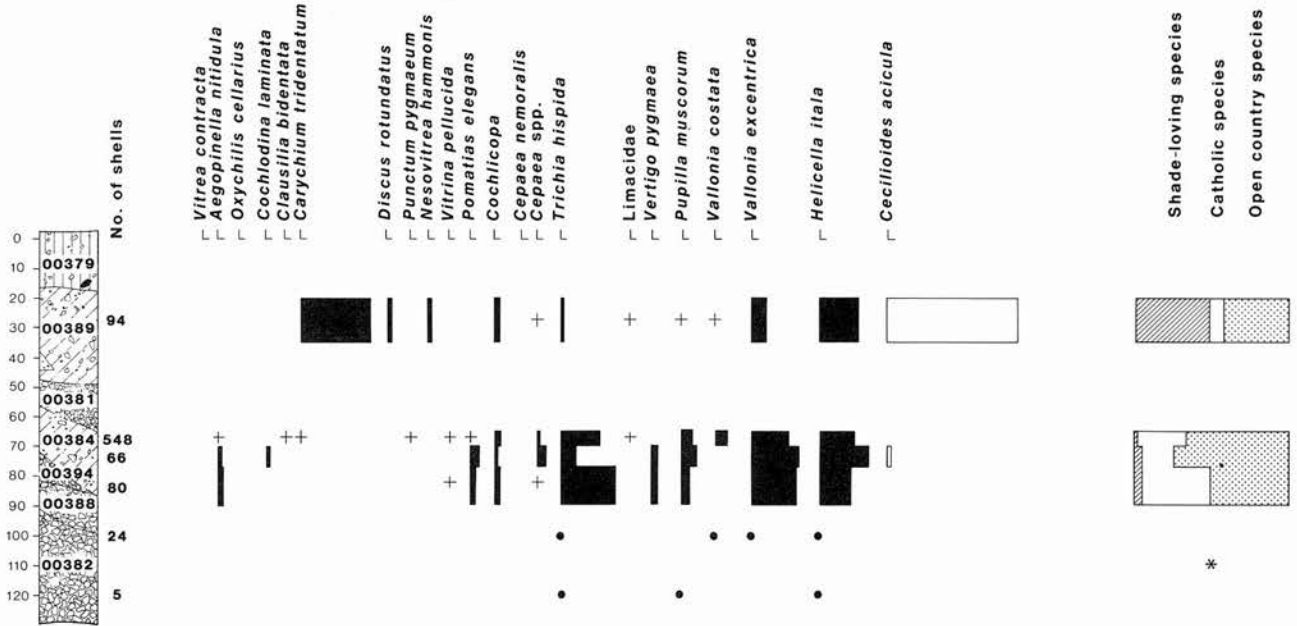 No. of shells
Vitrea contracta
Aegopinella nitidula
Oxychilis cellarius
Cochlodina laminata
Clausilia bidentata
Carychium tridentatum
Discus rotundatus
Punctum pygmaeum
Nesovitrea hammonis
Vitrina pellucida
Pomatias elegans
Cochlicopa
Cepaea nemoralis
Cepaea spp.
Trichia hispida
Limacidae
Vertigo pygmaea
Pupilla muscorum
Vallonia costata
Vallonia excentrica
Helicella itala
Cecilioides acicula
Shade-loving species
Catholic species
Open country species
0
00379
10
20
00389 94
30
40
50
00381
60
00384 548
70
66
00394
80
80
00388
90
100 24
00382
110 *
120 5